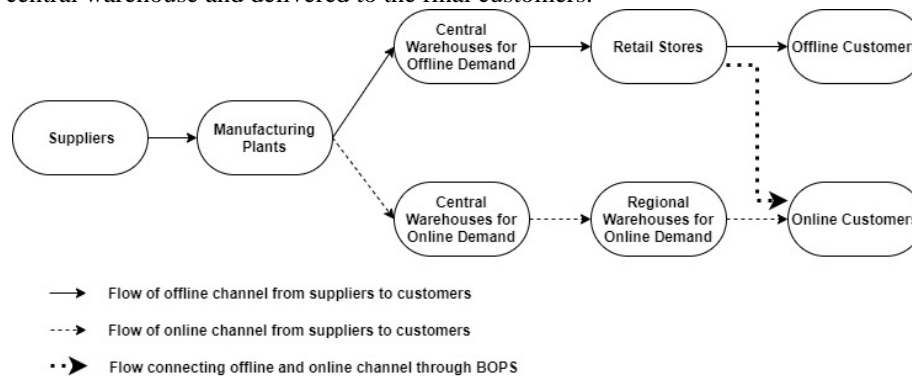 central warehouse and delivered to the final customers.
Central
Warehouses for
Offline Demand
Retail Stores
Offline Customers
Suppliers
Manufacturing
Plants
Central
Warehouses for
Online Demand
Regional
Warehouses for
Online Demand
Online Customers
Flow of offline channel from suppliers to customers
Flow of online channel from suppliers to customers
Flow connecting offline and online channel through BOPS